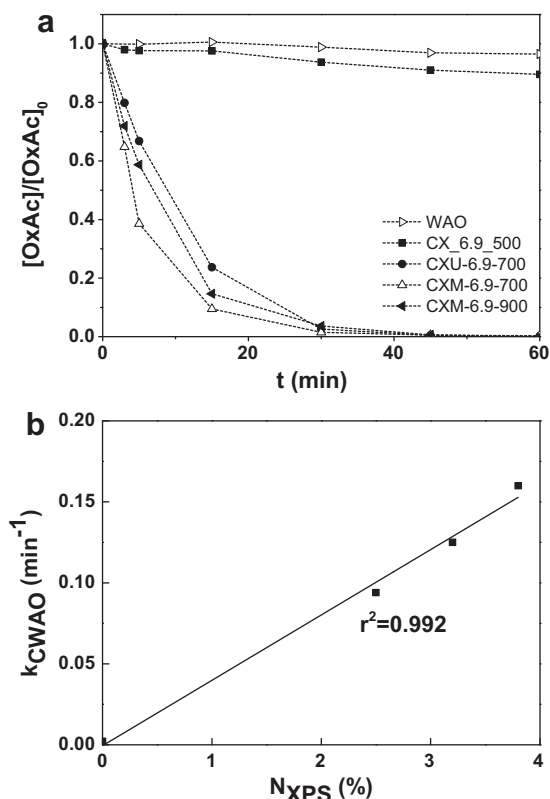 a
[OxAc]/[OxAc]0
1.0
0.8
0.6
0.4
0.2
0.0
WAO
CX_6.9_500
CXU-6.9-700
CXM-6.9-700
CXM-6.9-900
0 20 40 60
t (min)
b
kCWAO (min-1)
0.20
0.15
0.10
0.05
0.00
r2=0.992
0 1 2 3 4
NXPS (%)